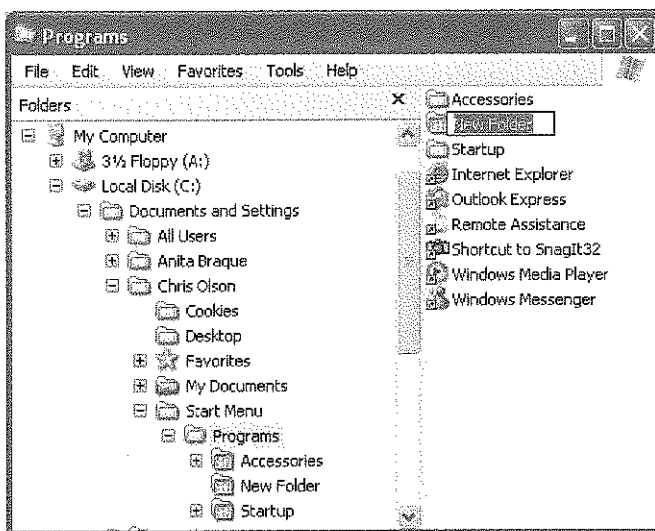 Programs
File Edit View Favorites Tools Help
Folders
My Computer
3½ Floppy (A:)
Local Disk (C:)
Documents and Settings
All Users
Anita Braque
Chris Olson
Cookies
Desktop
Favorites
My Documents
Start Menu
Programs
Accessories
New Folder
Startup
Accessories
New Folder
Startup
Internet Explorer
Outlook Express
Remote Assistance
Shortcut to SnagIt32
Windows Media Player
Windows Messenger